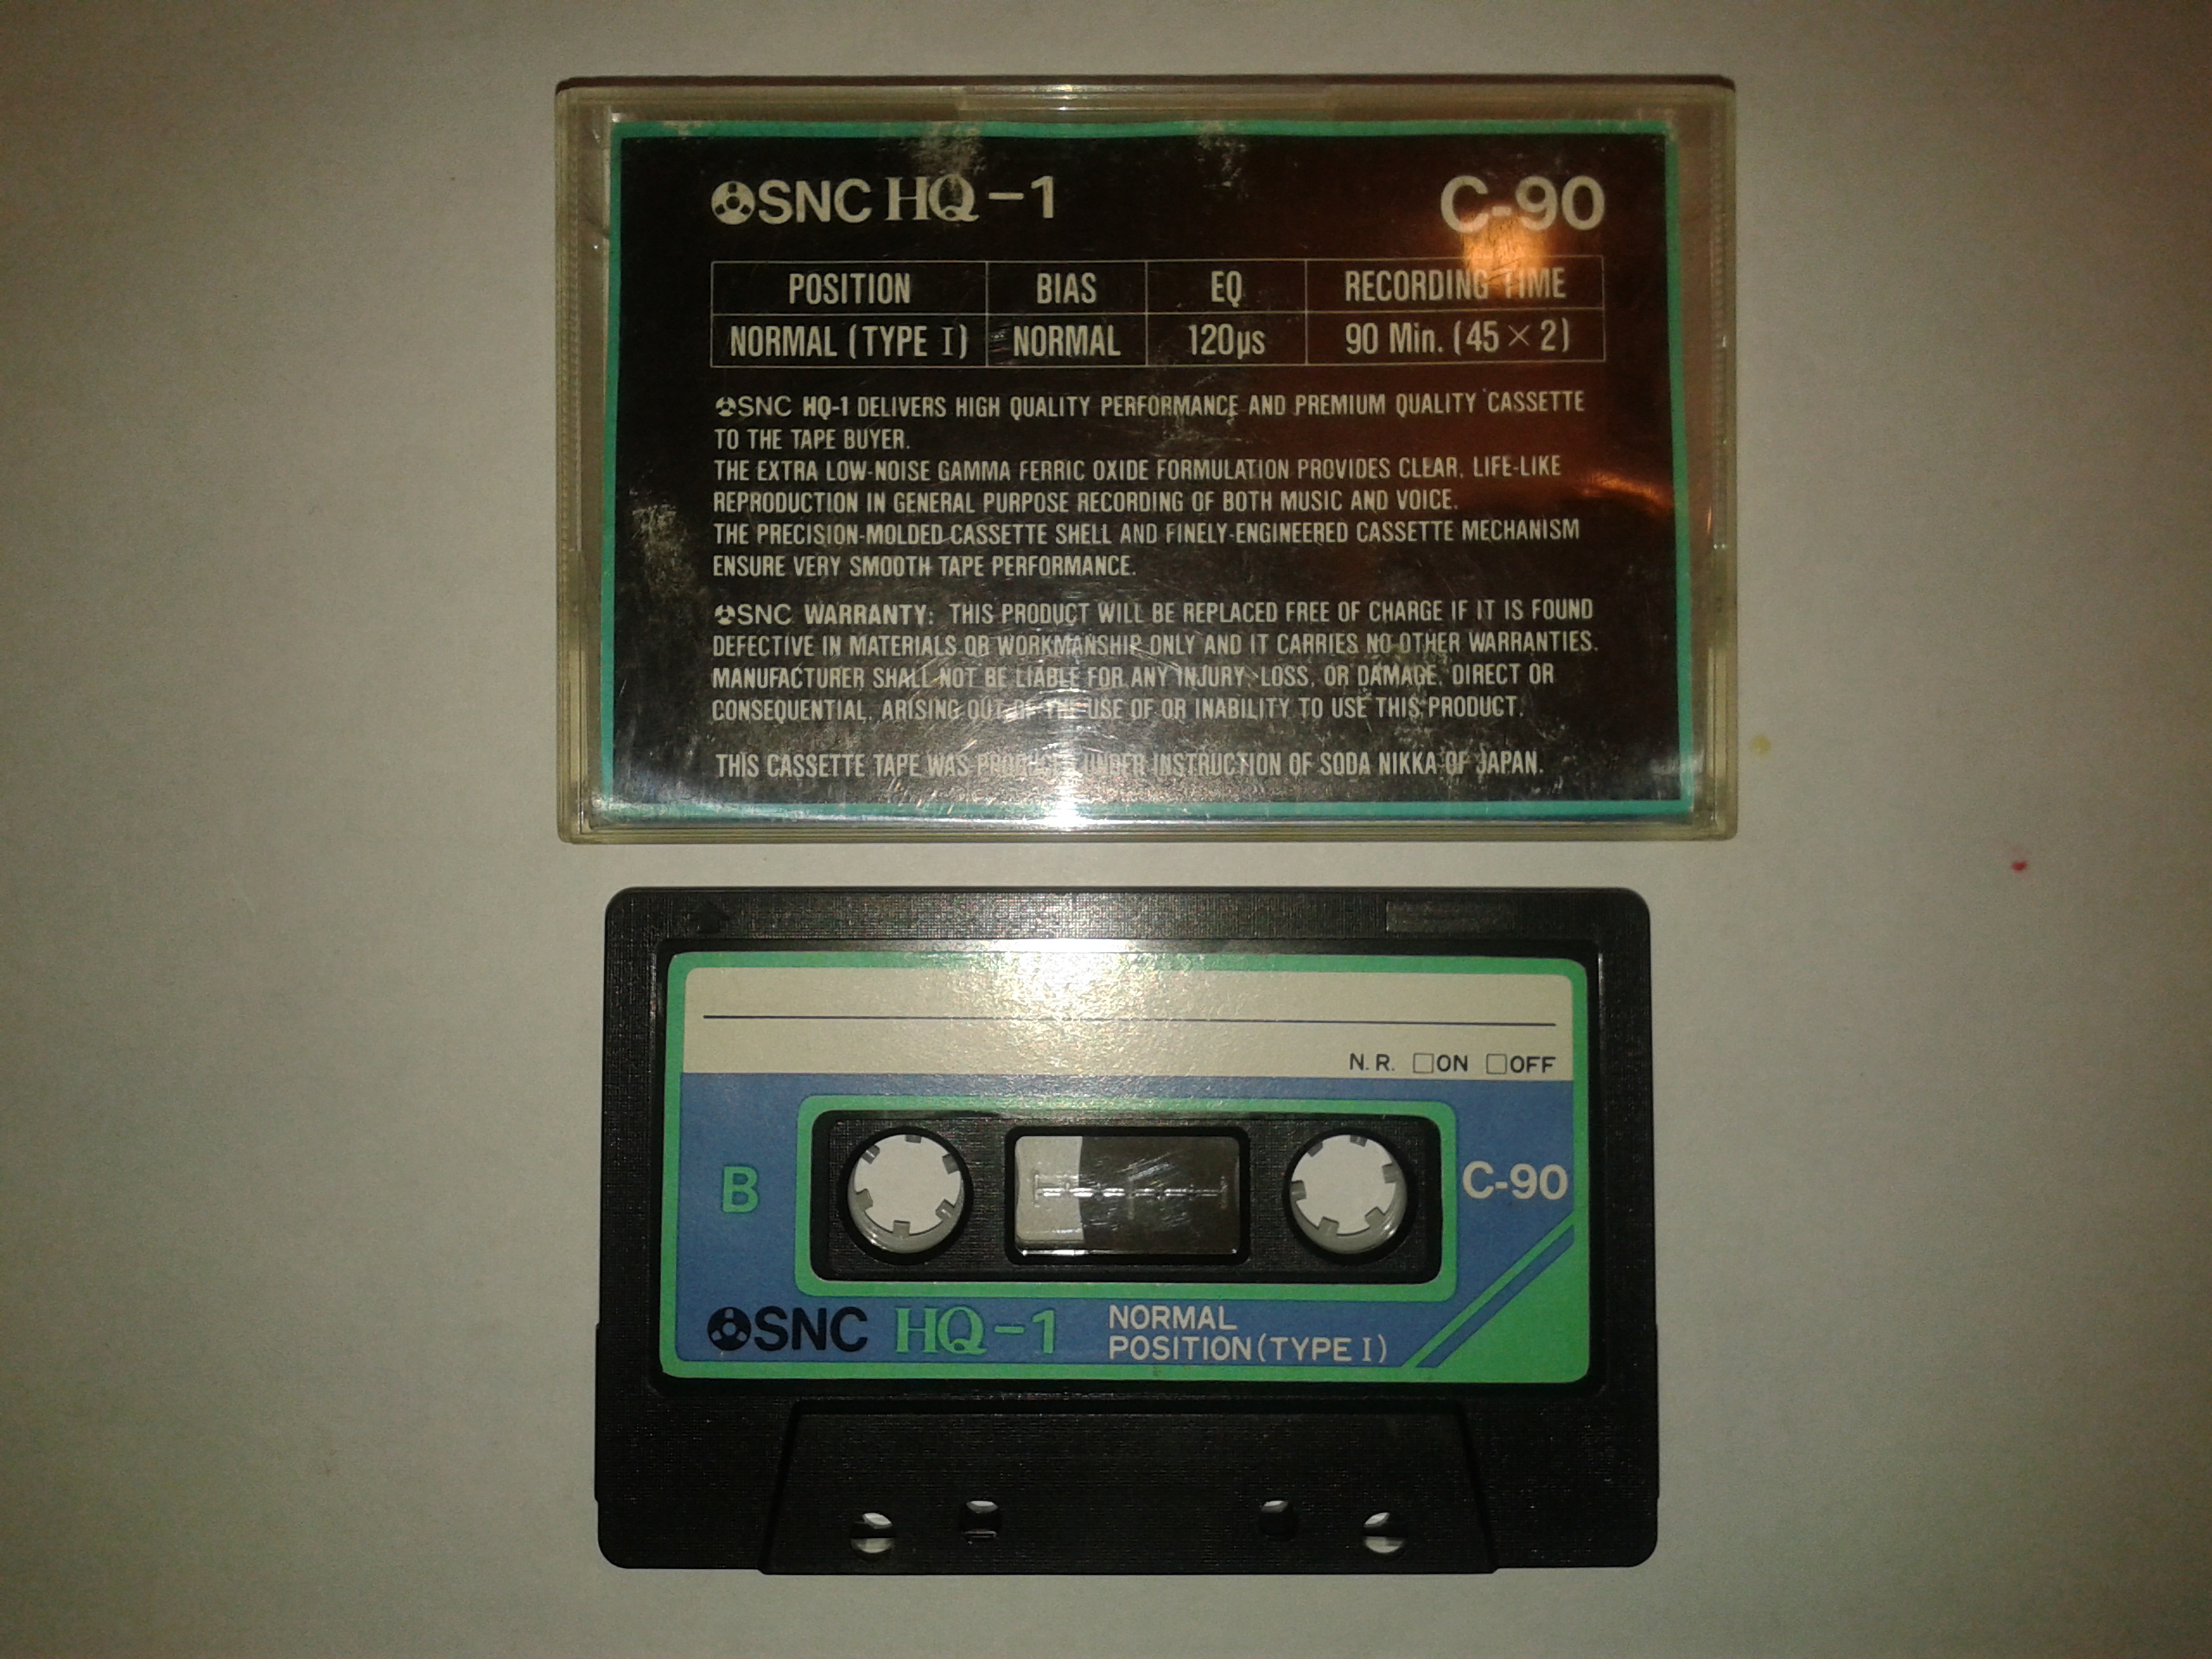 SNC HQ-1 C-90
POSITION BIAS EQ RECORDING TIME
NORMAL (TYPE I) NORMAL 120µs 90 Min. (45 × 2)
SNC HQ-1 DELIVERS HIGH QUALITY PERFORMANCE AND PREMIUM QUALITY CASSETTE
TO THE TAPE BUYER.
THE EXTRA LOW-NOISE GAMMA FERRIC OXIDE FORMULATION PROVIDES CLEAR, LIFE-LIKE
REPRODUCTION IN GENERAL PURPOSE RECORDING OF BOTH MUSIC AND VOICE.
THE PRECISION-MOLDED CASSETTE SHELL AND FINELY-ENGINEERED CASSETTE MECHANISM
ENSURE VERY SMOOTH TAPE PERFORMANCE.
SNC WARRANTY: THIS PRODUCT WILL BE REPLACED FREE OF CHARGE IF IT IS FOUND
DEFECTIVE IN MATERIALS OR WORKMANSHIP ONLY AND IT CARRIES NO OTHER WARRANTIES.
MANUFACTURER SHALL NOT BE LIABLE FOR ANY INJURY, LOSS, OR DAMAGE, DIRECT OR
CONSEQUENTIAL, ARISING OUT OF THE USE OF OR INABILITY TO USE THIS PRODUCT.
THIS CASSETTE TAPE WAS PRODUCED UNDER INSTRUCTION OF SODA NIKKA OF JAPAN.
N.R. □ON □OFF
B C-90
SNC HQ-1 NORMAL
POSITION (TYPE I)